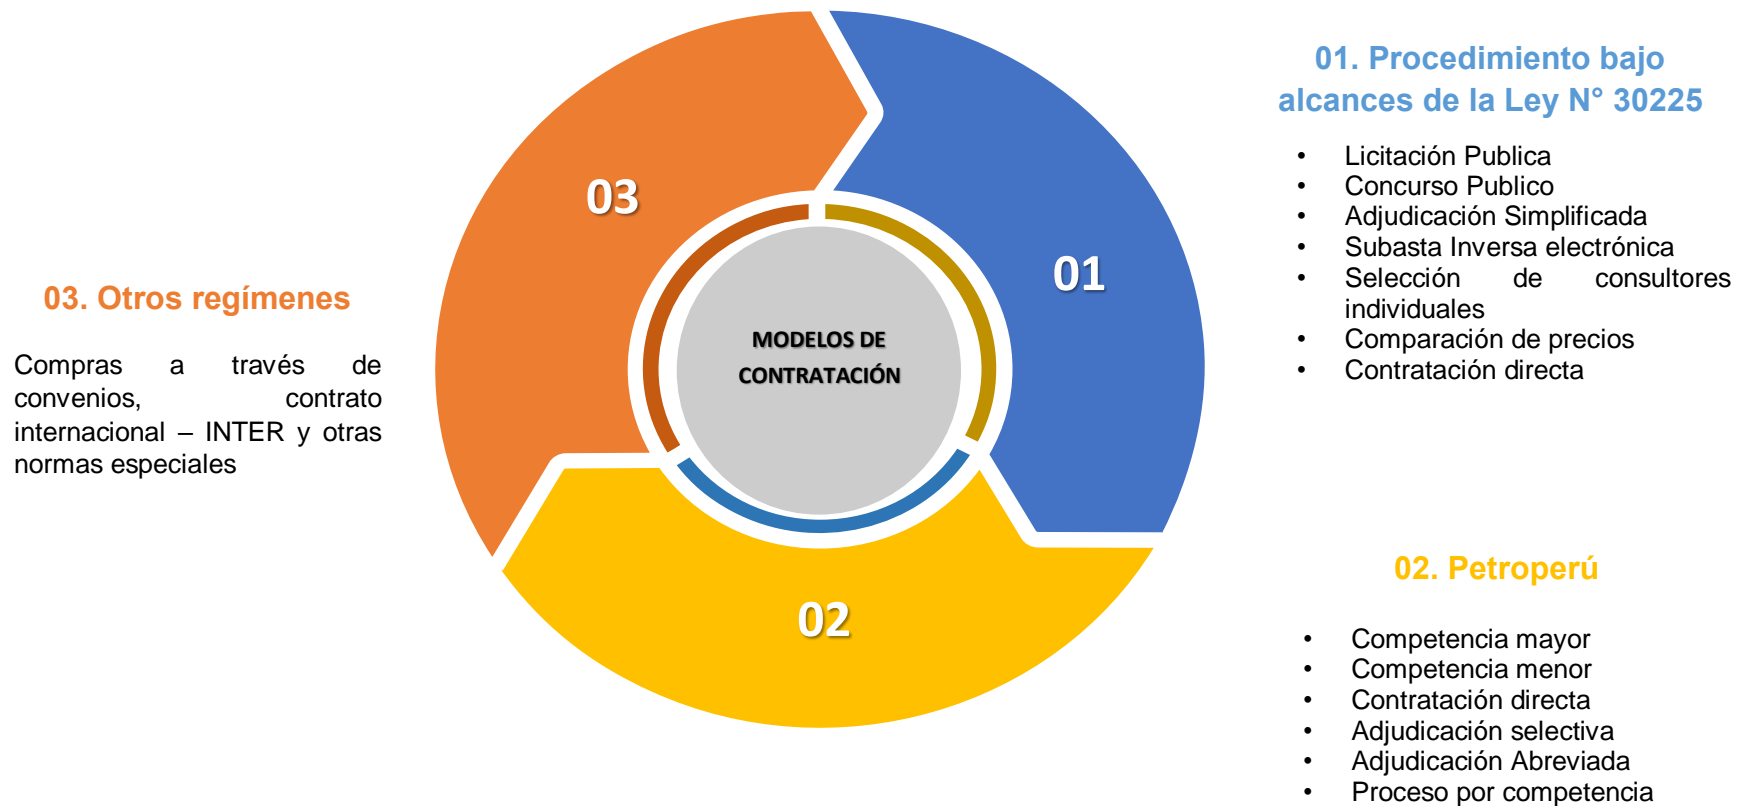 01. Procedimiento bajo
alcances de la Ley N° 30225
• Licitación Publica
• Concurso Publico
• Adjudicación Simplificada
• Subasta Inversa electrónica
• Selección de consultores
individuales
• Comparación de precios
• Contratación directa
03
01
MODELOS DE
CONTRATACIÓN
02
03. Otros regímenes
Compras a través de
convenios, contrato
internacional – INTER y otras
normas especiales
02. Petroperú
• Competencia mayor
• Competencia menor
• Contratación directa
• Adjudicación selectiva
• Adjudicación Abreviada
• Proceso por competencia